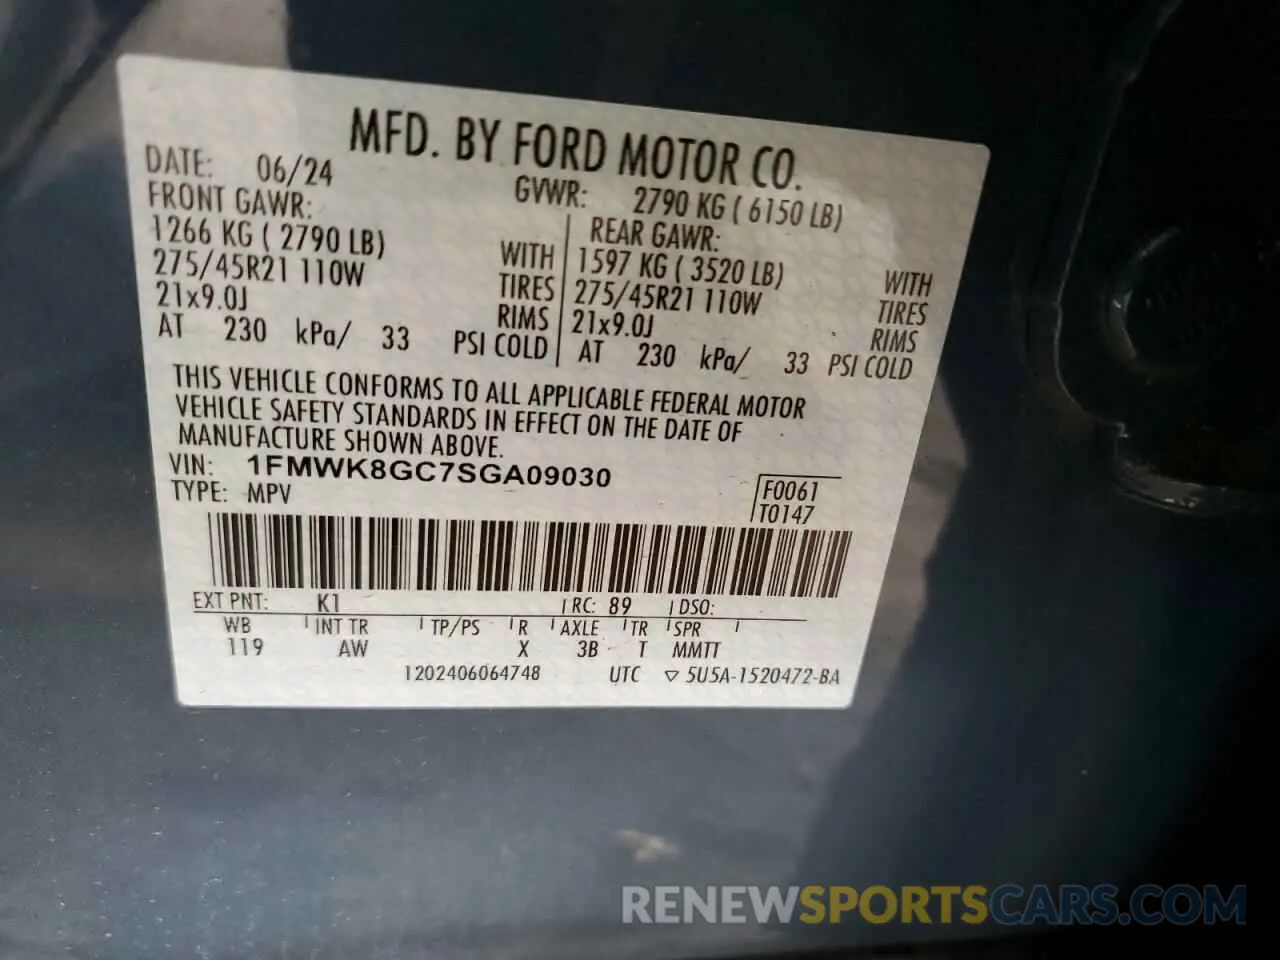 MFD. BY FORD MOTOR CO.
DATE: 06/24 GVWR: 2790 KG ( 6150 LB)
FRONT GAWR: REAR GAWR:
1266 KG ( 2790 LB) WITH 1597 KG ( 3520 LB) WITH
275/45R21 110W TIRES 275/45R21 110W TIRES
21x9.0J RIMS 21x9.0J RIMS
AT 230 kPa/ 33 PSI COLD AT 230 kPa/ 33 PSI COLD
THIS VEHICLE CONFORMS TO ALL APPLICABLE FEDERAL MOTOR
VEHICLE SAFETY STANDARDS IN EFFECT ON THE DATE OF
MANUFACTURE SHOWN ABOVE.
VIN: 1FMWK8GC7SGA09030
TYPE: MPV
F0061
T0147
EXT PNT: K1 RC: 89 DSO:
WB INT TR TP/PS R AXLE TR SPR
119 AW X 3B T MMTT
1202406064748 UTC ▽ 5U5A-1520472-BA
RENEWSPORTSCARS.COM